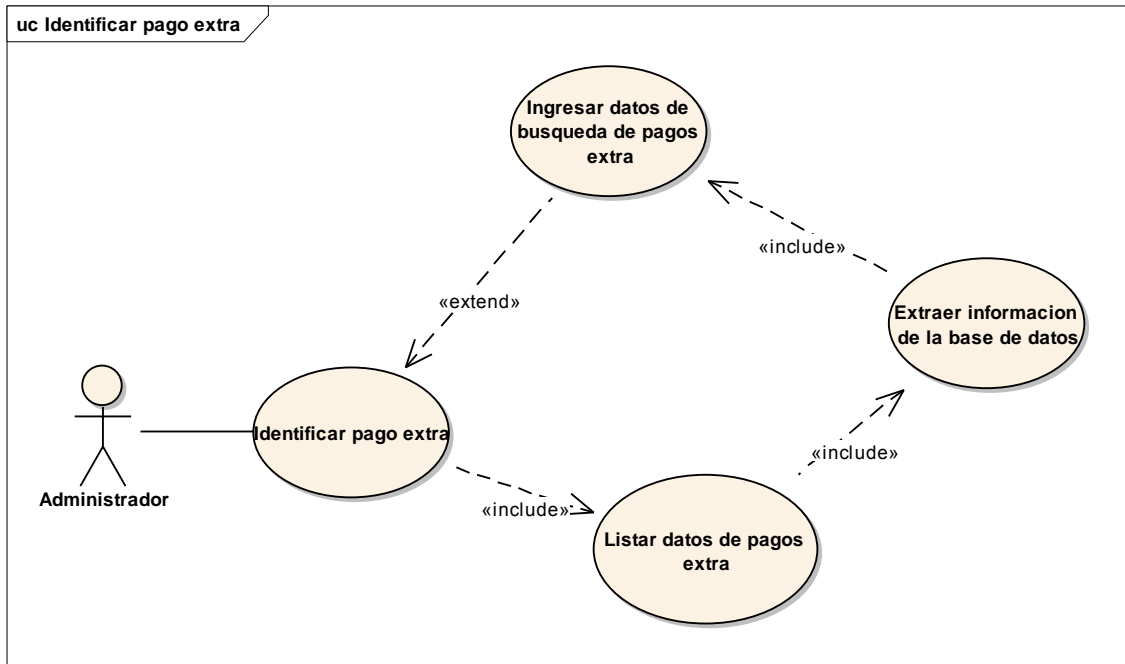 uc Identificar pago extra
Ingresar datos de
busqueda de pagos
extra
«include»
Extraer informacion
de la base de datos
«extend»
Identificar pago extra
Administrador
«include»
«include»
Listar datos de pagos
extra